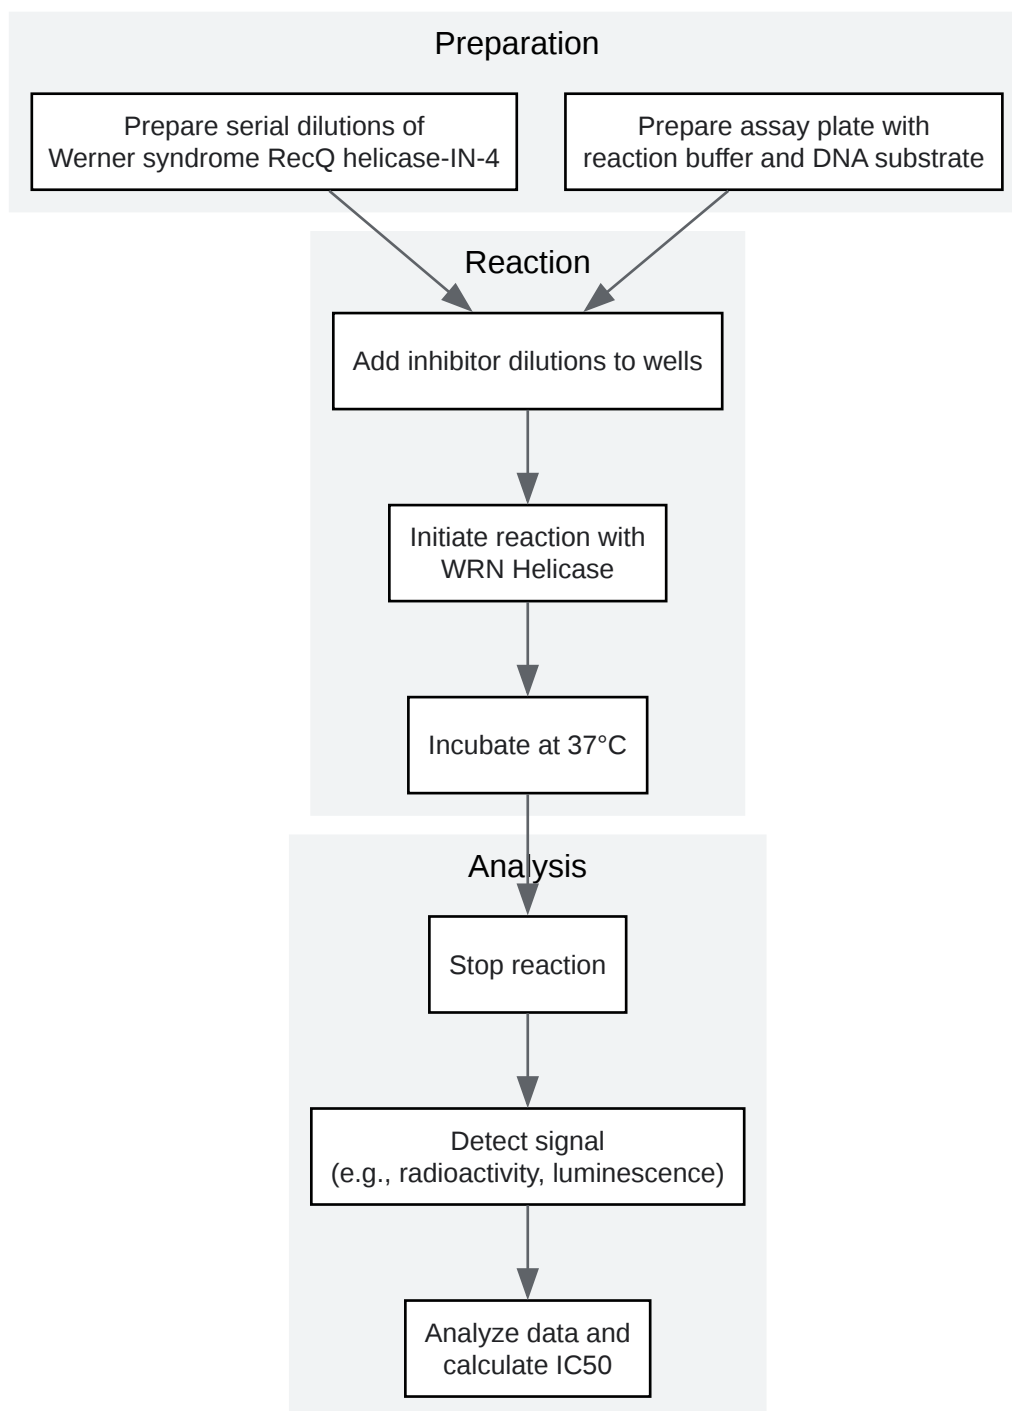 Preparation
Prepare serial dilutions of
Werner syndrome RecQ helicase-IN-4
Prepare assay plate with
reaction buffer and DNA substrate
Reaction
Add inhibitor dilutions to wells
Initiate reaction with
WRN Helicase
Incubate at 37°C
Analysis
Stop reaction
Detect signal
(e.g., radioactivity, luminescence)
Analyze data and
calculate IC50